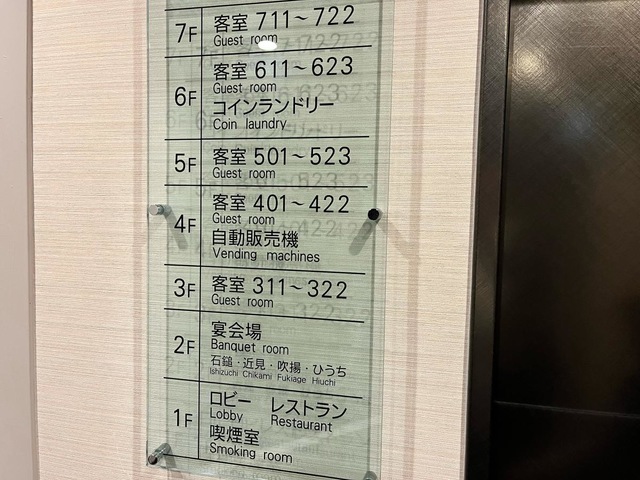 7F 客室 711～722
Guest room
6F 客室 611～623
Guest room
コインランドリー
Coin laundry
5F 客室 501～523
Guest room
4F 客室 401～422
Guest room
自動販売機
Vending machines
3F 客室 311～322
Guest room
2F 宴会場
Banquet room
石鎚・近見・吹揚・ひうち
Ishizuchi Chikami Fukiage Hiuchi
1F ロビー レストラン
Lobby Restaurant
喫煙室
Smoking room